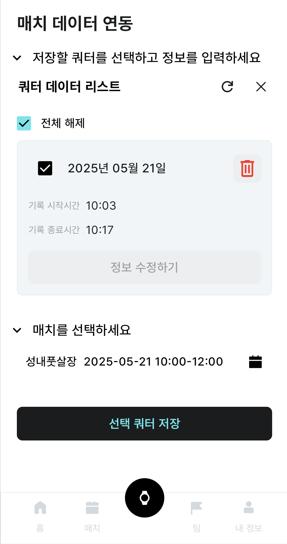 매치 데이터 연동
저장할 쿼터를 선택하고 정보를 입력하세요
쿼터 데이터 리스트
전체 해제
2025년 05월 21일
기록 시작시간 10:03
기록 종료시간 10:17
정보 수정하기
매치를 선택하세요
성내풋살장 2025-05-21 10:00-12:00
선택 쿼터 저장
홈 매치 팀 내 정보